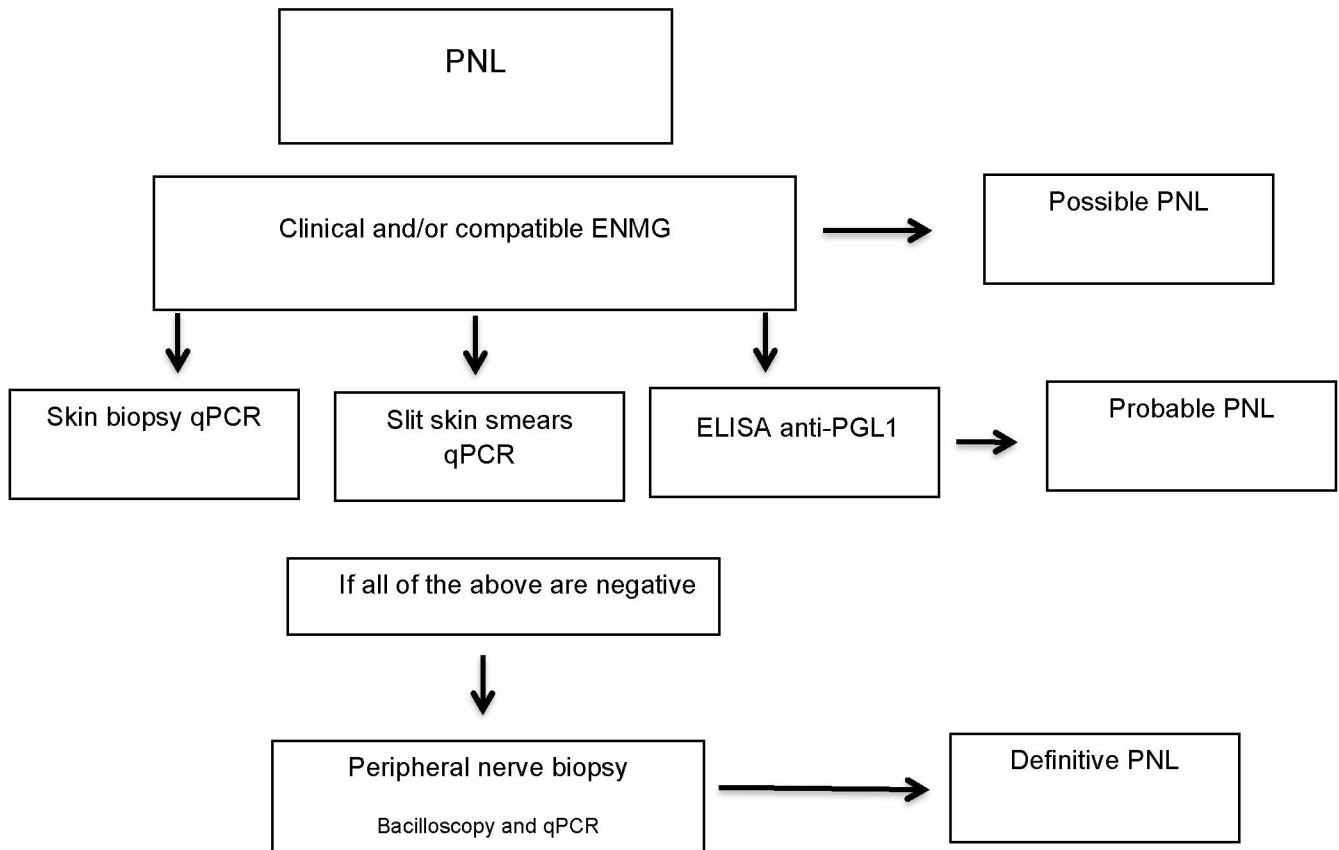 PNL
Clinical and/or compatible ENMG
Possible PNL
Skin biopsy qPCR
Slit skin smears
qPCR
ELISA anti-PGL1
Probable PNL
If all of the above are negative
Peripheral nerve biopsy
Bacilloscopy and qPCR
Definitive PNL